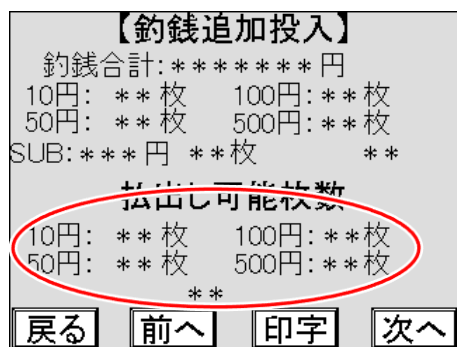 【釣銭追加投入】
釣銭合計:*******円
10円: **枚 100円:**枚
50円: **枚 500円:**枚
SUB:***円 **枚 **
払出し可能枚数
10円: **枚 100円:**枚
50円: **枚 500円:**枚
**
戻る 前へ 印字 次へ